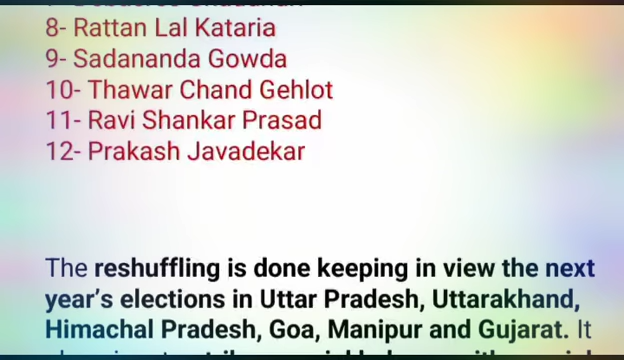 8- Rattan Lal Kataria
9- Sadananda Gowda
10- Thawar Chand Gehlot
11- Ravi Shankar Prasad
12- Prakash Javadekar
The reshuffling is done keeping in view the next
year's elections in Uttar Pradesh, Uttarakhand,
Himachal Pradesh, Goa, Manipur and Gujarat. It